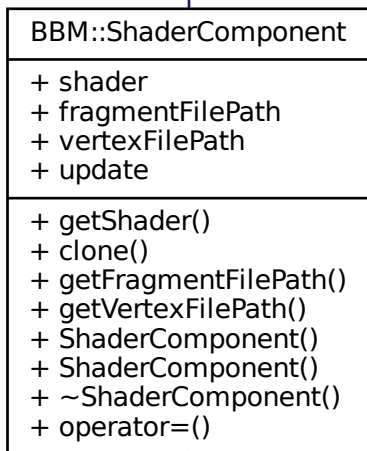 BBM::ShaderComponent
+ shader
+ fragmentFilePath
+ vertexFilePath
+ update
+ getShader()
+ clone()
+ getFragmentFilePath()
+ getVertexFilePath()
+ ShaderComponent()
+ ShaderComponent()
+ ~ShaderComponent()
+ operator=()